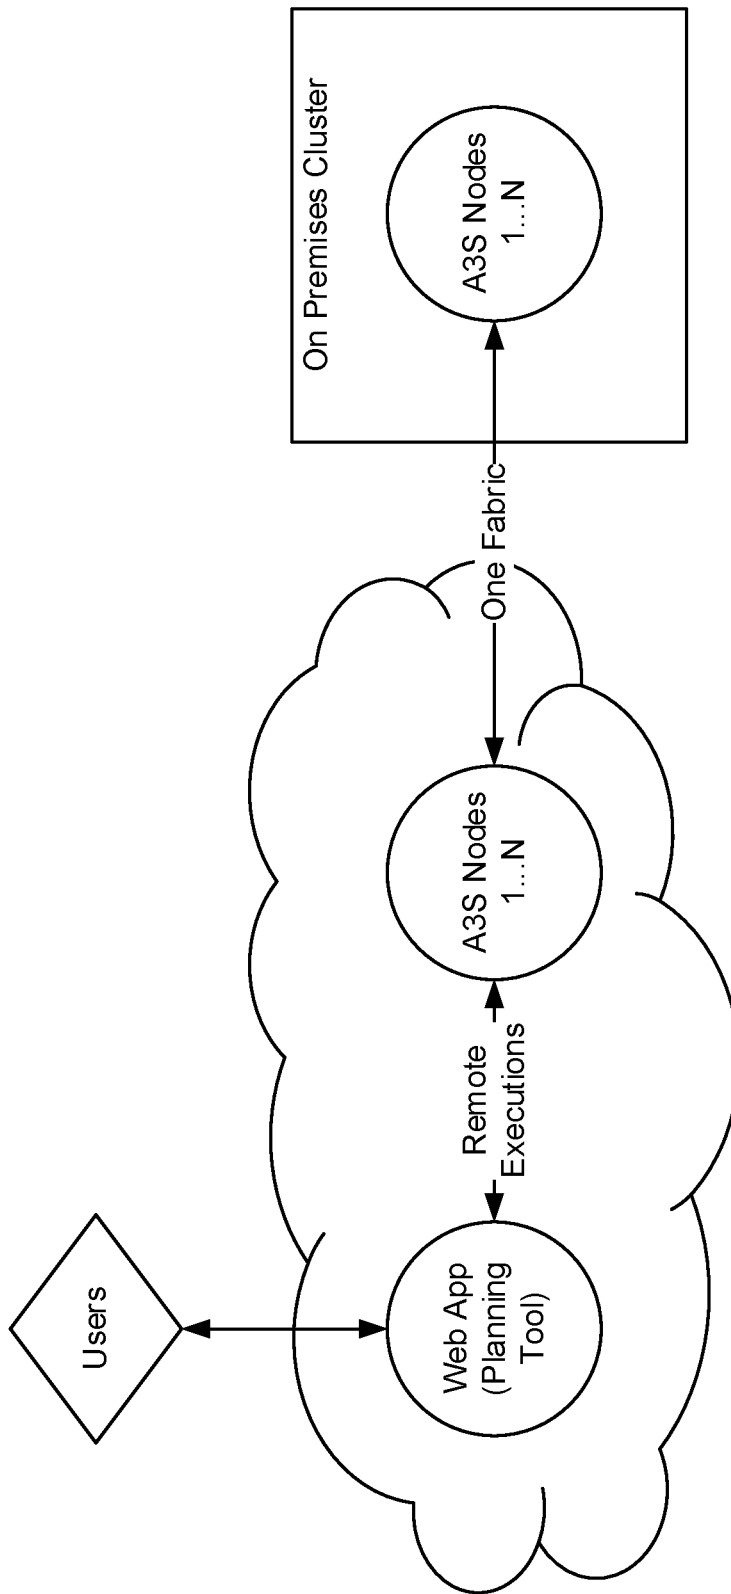 Users
On Premises Cluster
Web App
(Planning
Tool)
Remote
Executions
A3S Nodes
1...N
One Fabric
A3S Nodes
1...N